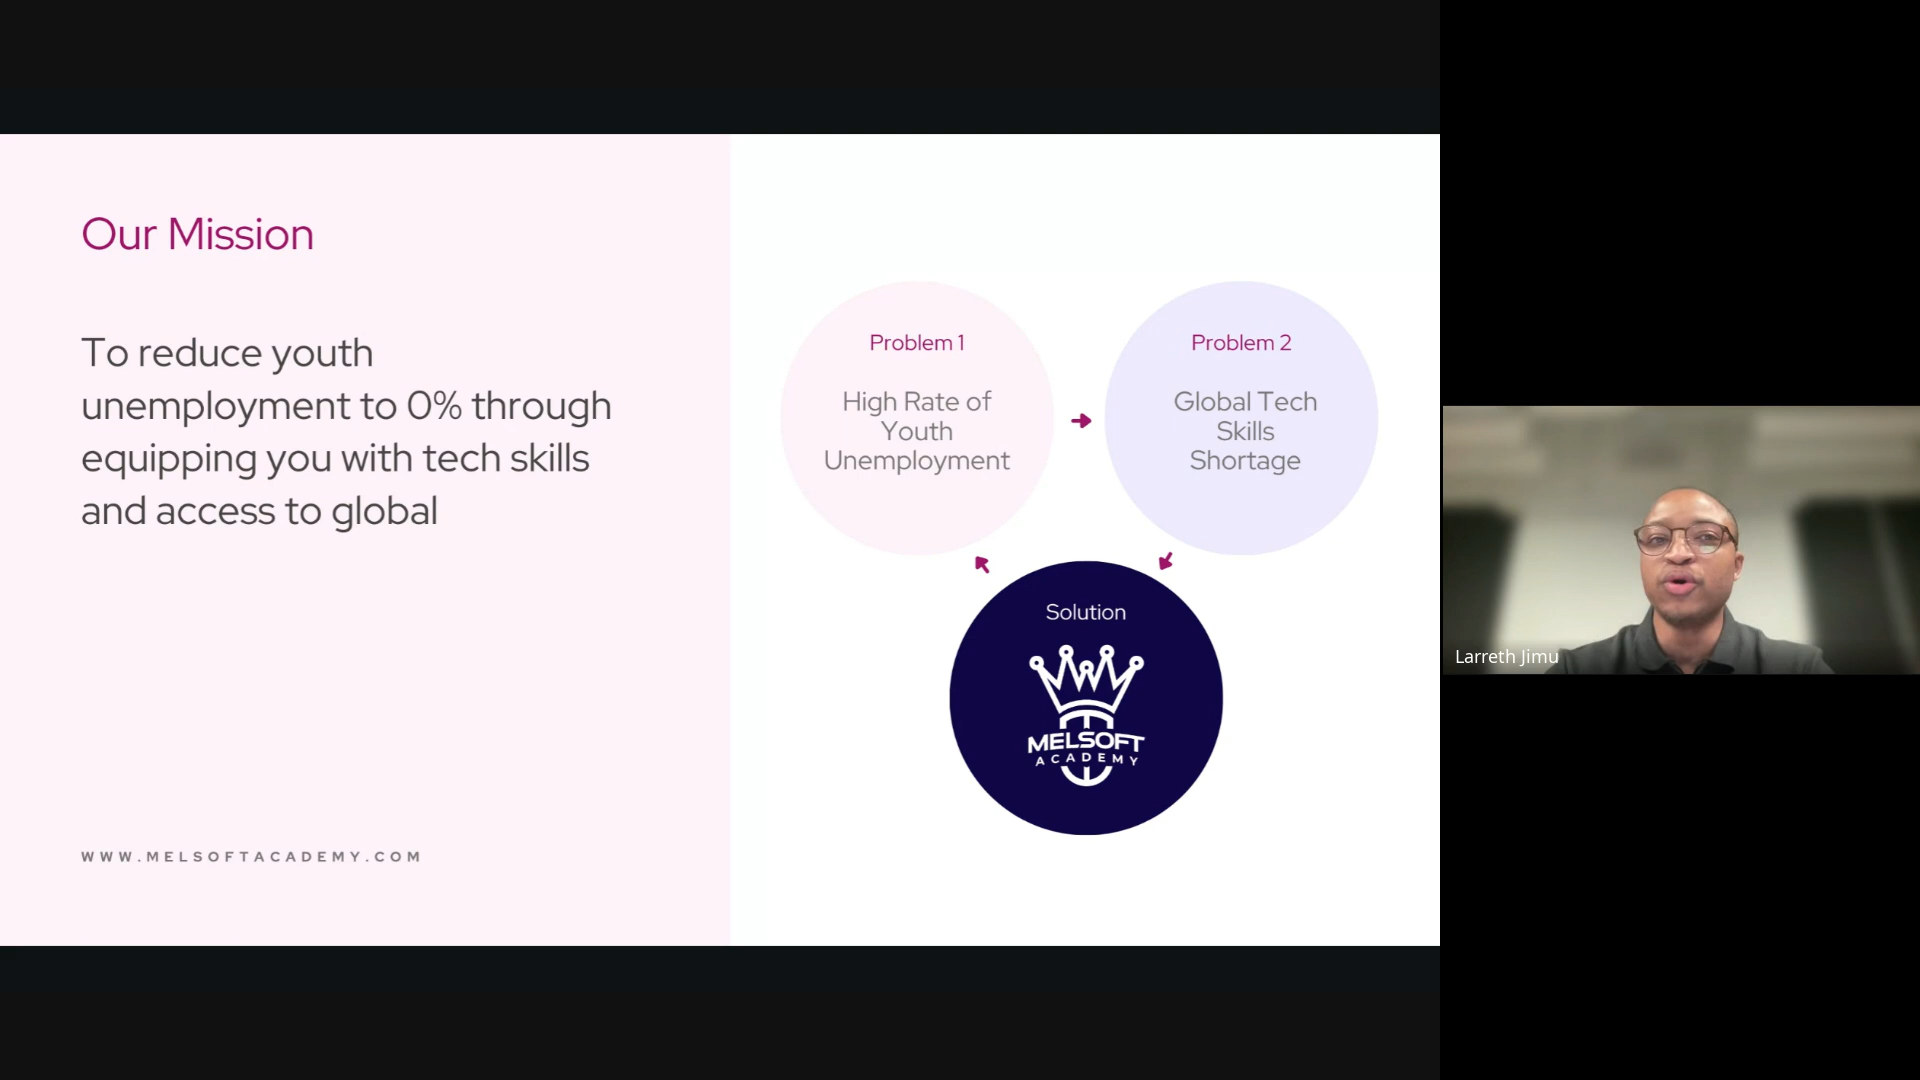 Our Mission
To reduce youth
unemployment to 0% through
equipping you with tech skills
and access to global
WWW.MELSOFTACADEMY.COM
Problem 1
High Rate of
Youth
Unemployment
Problem 2
Global Tech
Skills
Shortage
Solution
MELSOFT
ACADEMY
Larreth Jimu